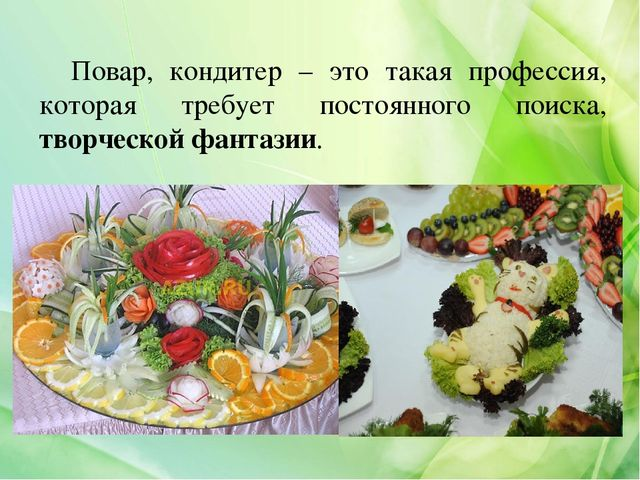 Повар, кондитер – это такая профессия,
которая требует постоянного поиска,
творческой фантазии.